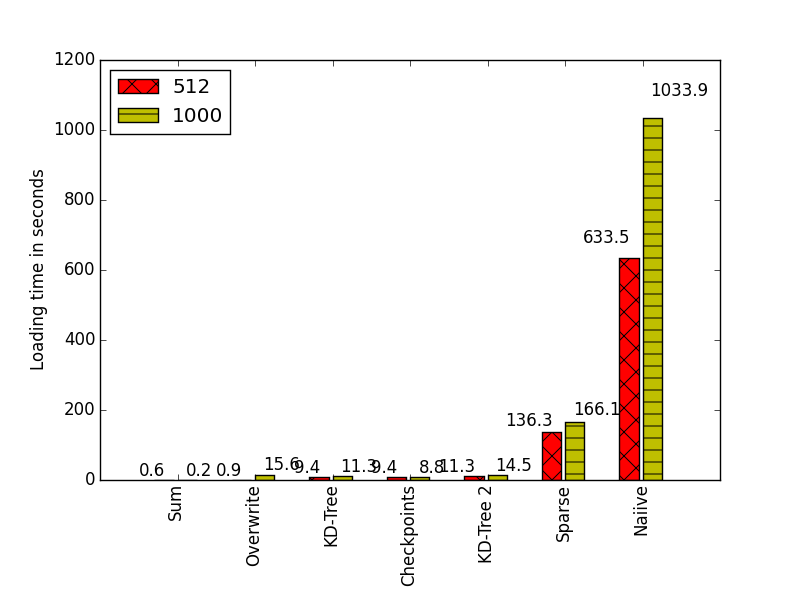 1200
1000
800
600
400
200
0
Loading time in seconds
512
1000
0.6
0.2
0.9
15.6
9.4
11.3
9.4
8.8
11.3
14.5
136.3
166.1
633.5
1033.9
Sum
Overwrite
KD-Tree
Checkpoints
KD-Tree 2
Sparse
Naiive